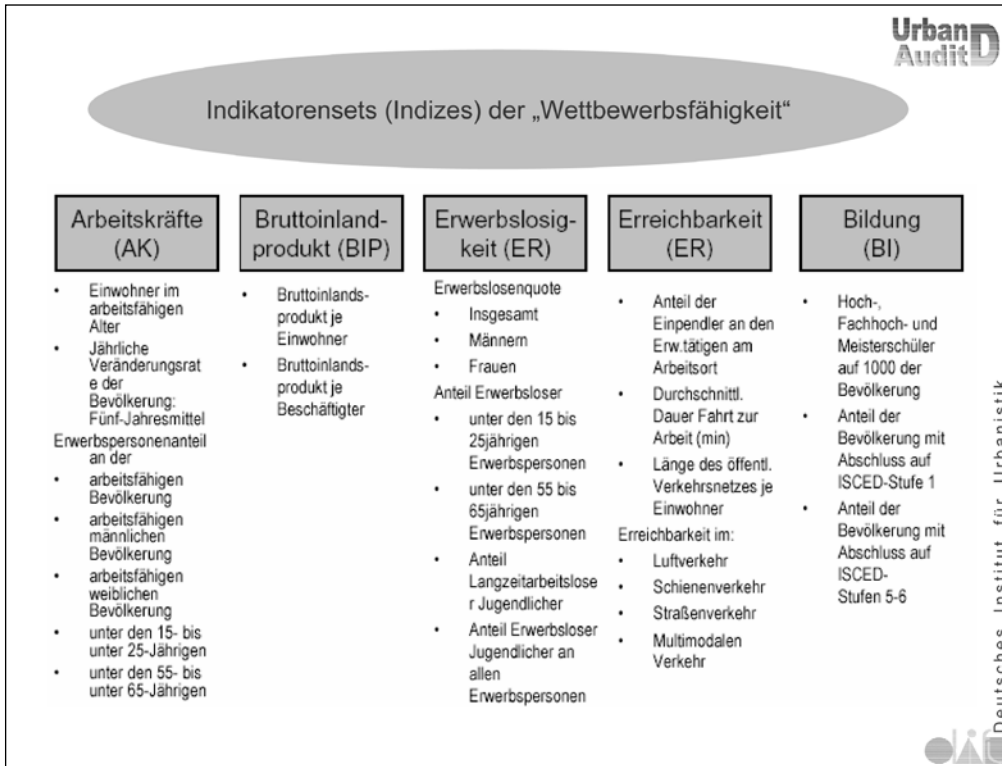 Urban
Audit D
Indikatorensets (Indizes) der „Wettbewerbsfähigkeit“
Arbeitskräfte
(AK)
• Einwohner im
arbeitsfähigen
Alter
• Jährliche
Veränderungsrat
e der
Bevölkerung:
Fünf-Jahresmittel
Erwerbspersonenanteil
an der
• arbeitsfähigen
Bevölkerung
• arbeitsfähigen
männlichen
Bevölkerung
• arbeitsfähigen
weiblichen
Bevölkerung
• unter den 15- bis
unter 25-Jährigen
• unter den 55- bis
unter 65-Jährigen
Bruttoinland-
produkt (BIP)
• Bruttoinlands-
produkt je
Einwohner
• Bruttoinlands-
produkt je
Beschäftigter
Erwerbslosig-
keit (ER)
Erwerbslosenquote
• Insgesamt
• Männern
• Frauen
Anteil Erwerbsloser
• unter den 15 bis
25jährigen
Erwerbspersonen
• unter den 55 bis
65jährigen
Erwerbspersonen
• Anteil
Langzeitarbeitslose
r Jugendlicher
• Anteil Erwerbsloser
Jugendlicher an
allen
Erwerbspersonen
Erreichbarkeit
(ER)
• Anteil der
Einpendler an den
Erw.tätigen am
Arbeitsort
• Durchschnittl.
Dauer Fahrt zur
Arbeit (min)
• Länge des öffentl.
Verkehrsnetzes je
Einwohner
Erreichbarkeit im:
• Luftverkehr
• Schienenverkehr
• Straßenverkehr
• Multimodalen
Verkehr
Bildung
(BI)
• Hoch-,
Fachhoch- und
Meisterschüler
auf 1000 der
Bevölkerung
• Anteil der
Bevölkerung mit
Abschluss auf
ISCED-Stufe 1
• Anteil der
Bevölkerung mit
Abschluss auf
ISCED-
Stufen 5-6
Deutsches Institut für Urbanistik
difu